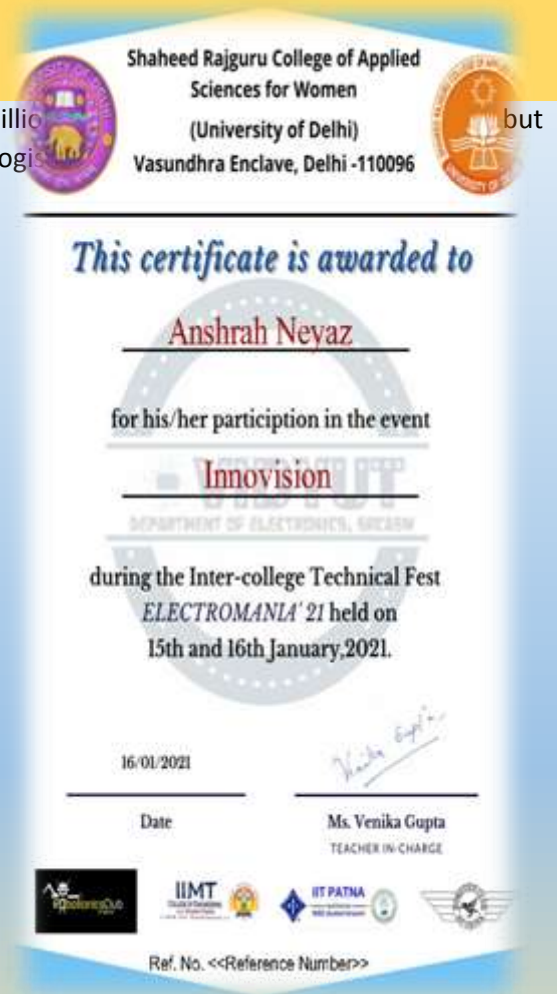 Shaheed Rajguru College of Applied
Sciences for Women
(University of Delhi)
but
Vasundhra Enclave, Delhi -110096
This certificate is awarded to
Anshrah Neyaz
for his/her particiption in the event
Innovision
VIDYUT
DEPARTMENT OF ELECTRONICS, SRCASW
during the Inter-college Technical Fest
ELECTROMANIA' 21 held on
15th and 16th January,2021.
16/01/2021
Date
Ms. Venika Gupta
TEACHER IN-CHARGE
IIMT
IIT PATNA
Ref. No. <<Reference Number>>